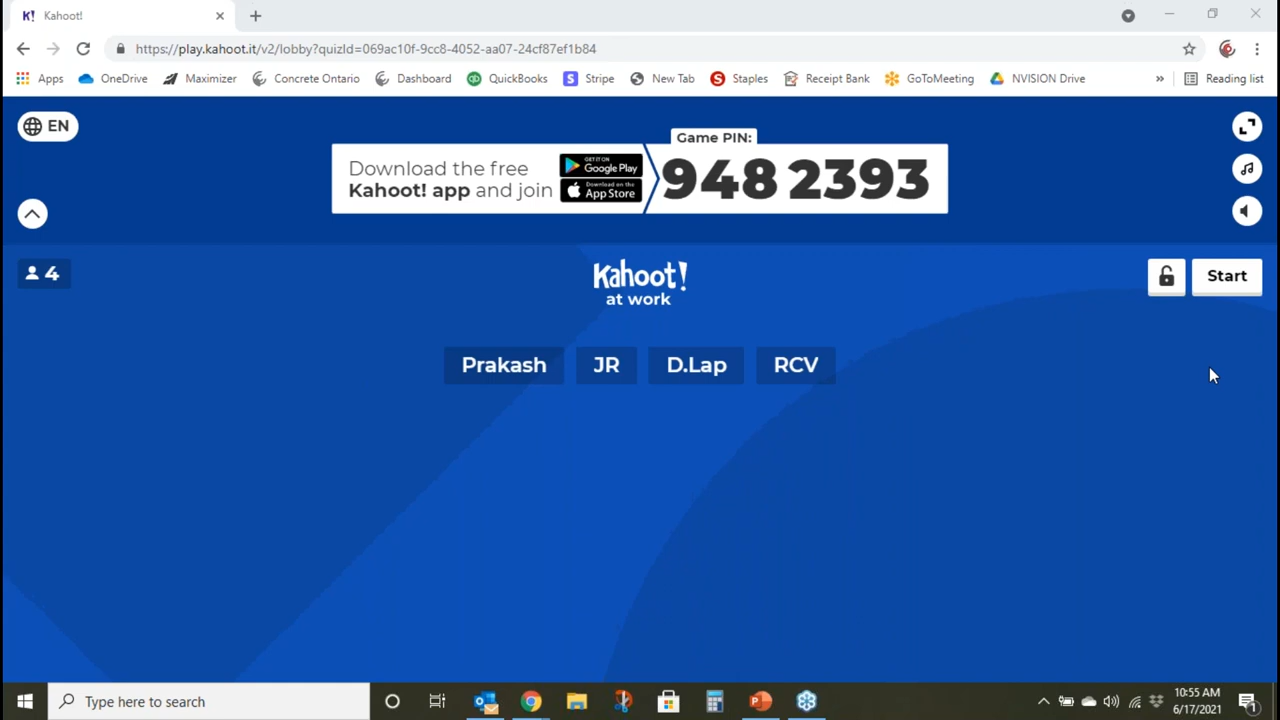 K! Kahoot!
https://play.kahoot.it/v2/lobby?quizId=069ac10f-9cc8-4052-aa07-24cf87ef1b84
Apps OneDrive Maximizer Concrete Ontario Dashboard QuickBooks Stripe New Tab Staples Receipt Bank GoToMeeting NVISION Drive » Reading list
EN
Game PIN:
Download the free
Kahoot! app and join
GET IT ON
Google Play
Download on the
App Store
948 2393
4
Kahoot!
at work
Start
Prakash JR D.Lap RCV
Type here to search
10:55 AM
6/17/2021
1